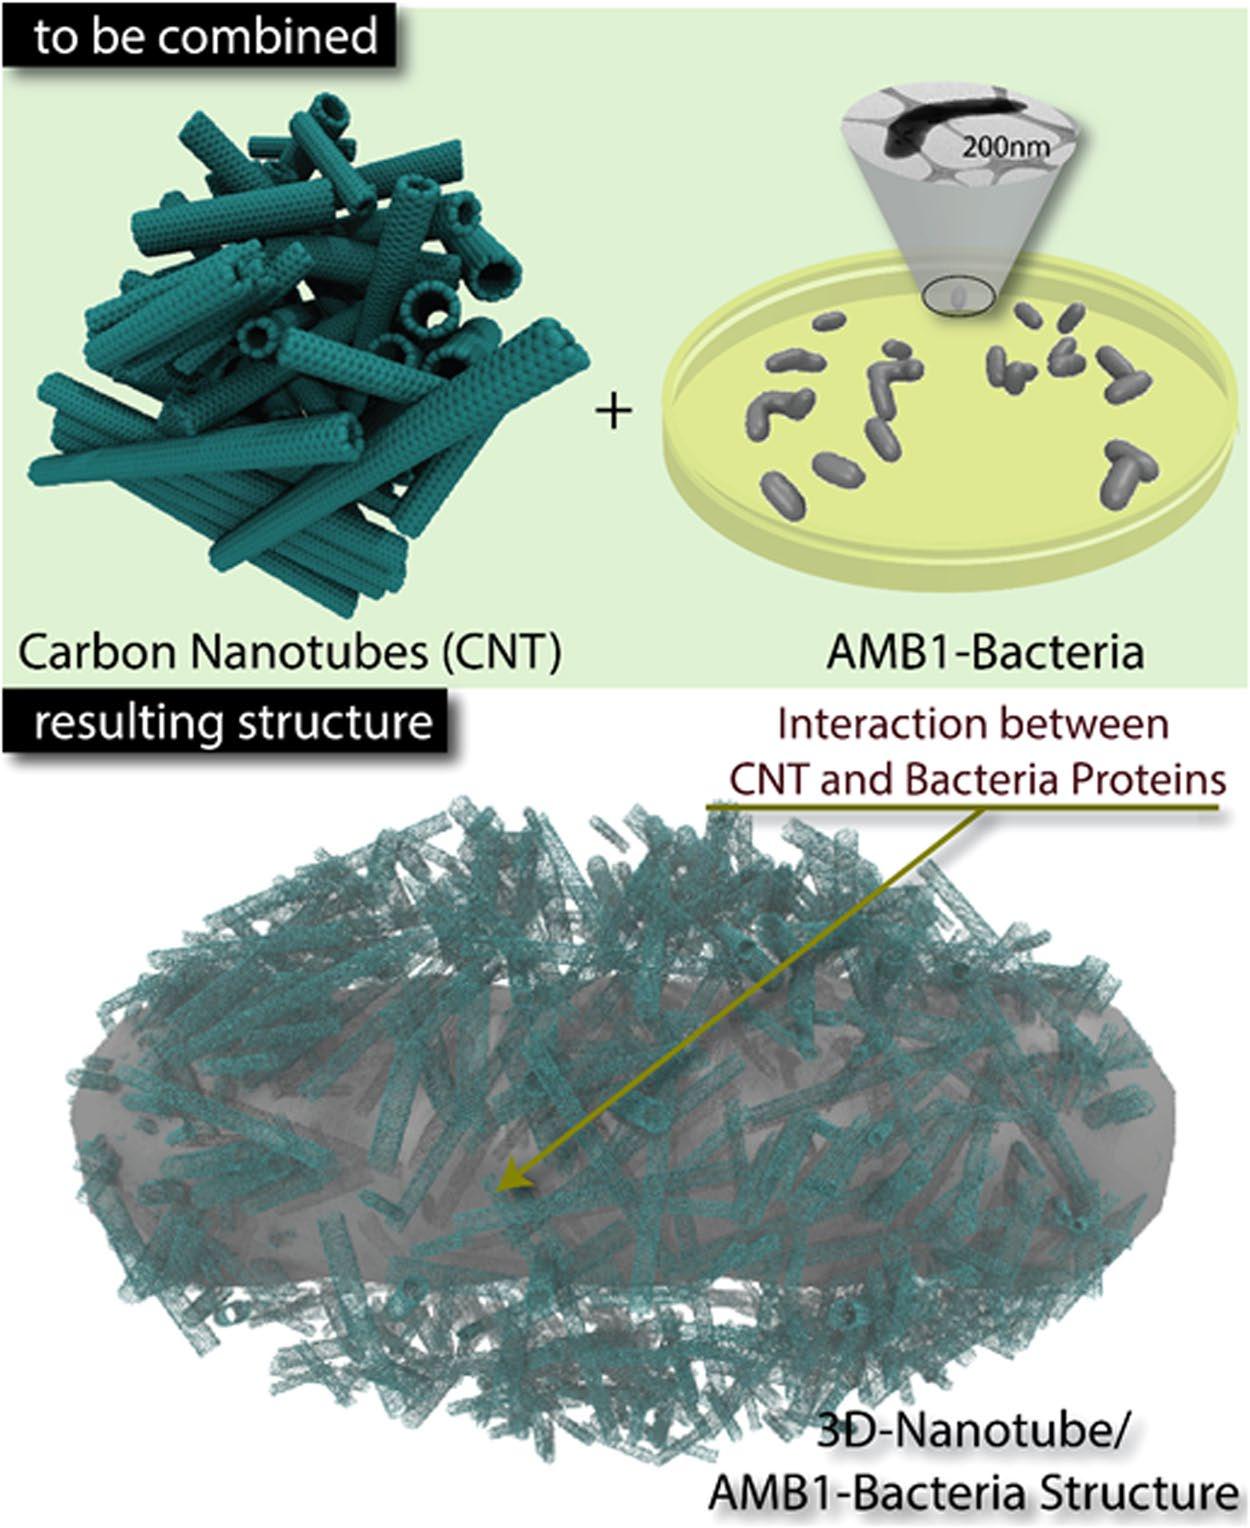 to be combined
200nm
+
Carbon Nanotubes (CNT)
AMB1-Bacteria
resulting structure
Interaction between
CNT and Bacteria Proteins
3D-Nanotube/
AMB1-Bacteria Structure